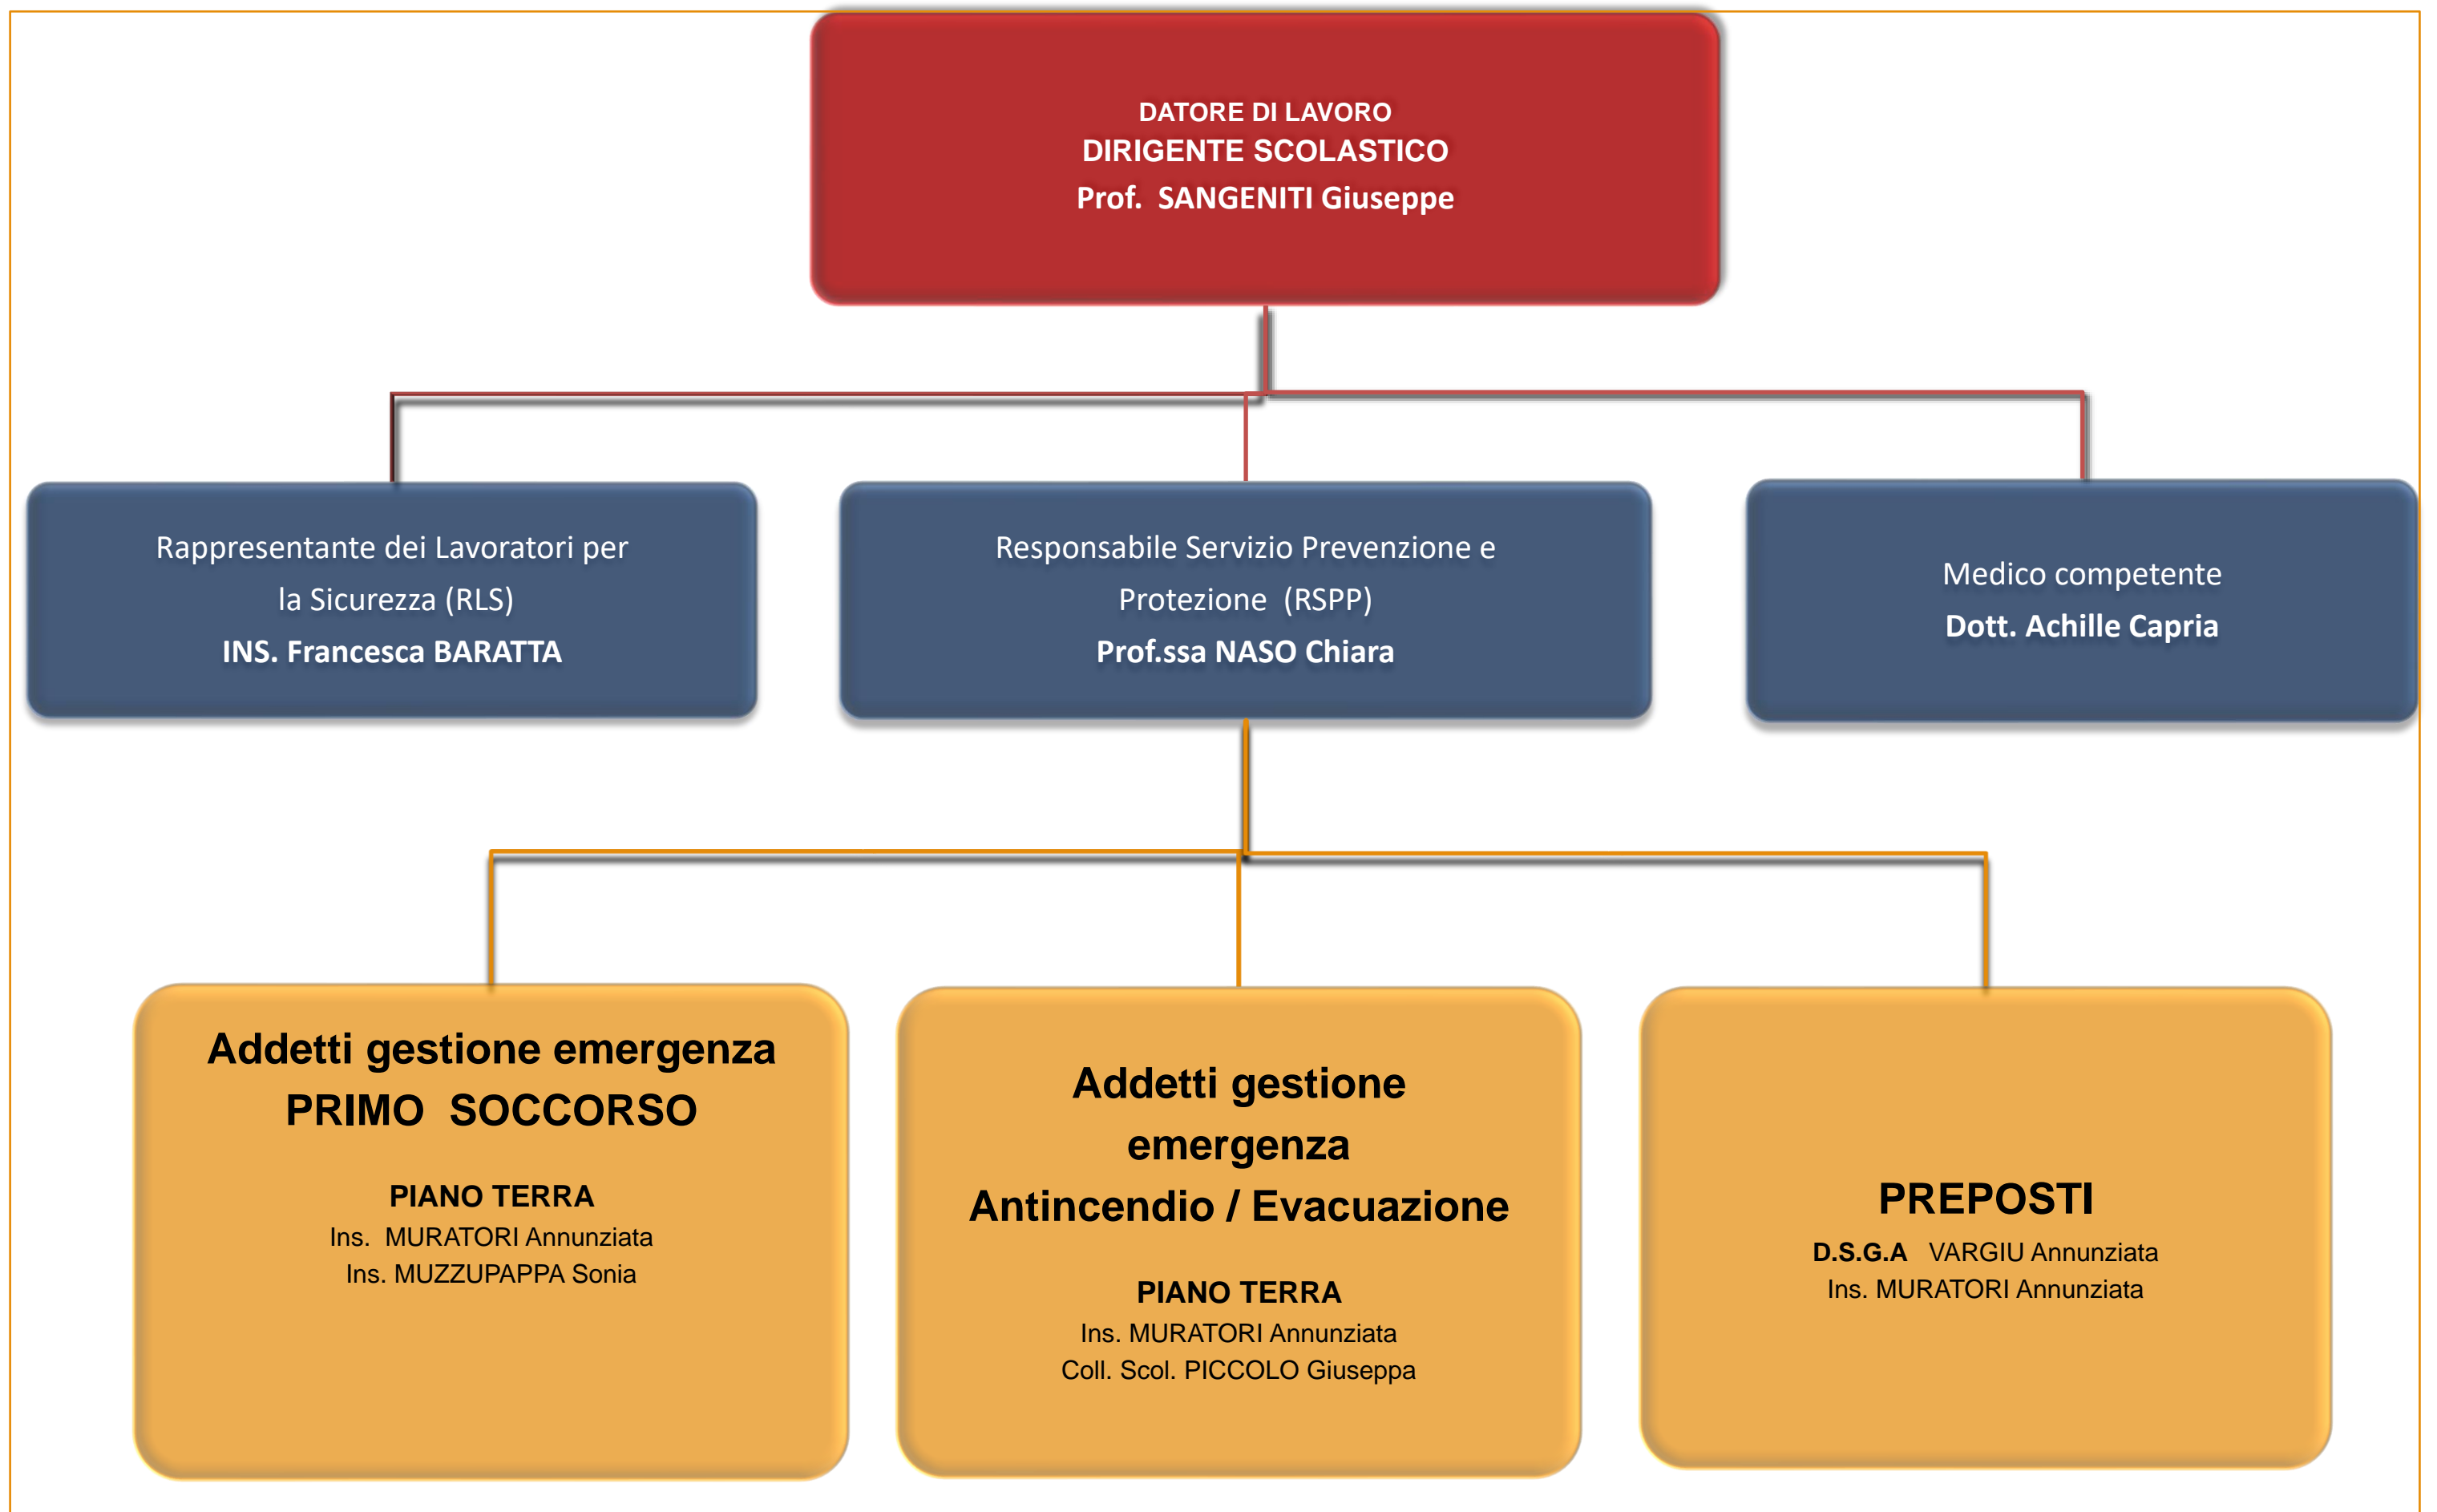 DATORE DI LAVORO
DIRIGENTE SCOLASTICO
Prof.  SANGENITI Giuseppe
Rappresentante dei Lavoratori per
la Sicurezza (RLS)
INS. Francesca BARATTA
Responsabile Servizio Prevenzione e
Protezione  (RSPP)
Prof.ssa NASO Chiara
Medico competente
Dott. Achille Capria
Addetti gestione emergenza
PRIMO  SOCCORSO
PIANO TERRA
Ins.  MURATORI Annunziata
Ins. MUZZUPAPPA Sonia
Addetti gestione
emergenza
Antincendio / Evacuazione
PIANO TERRA
Ins. MURATORI Annunziata
Coll. Scol. PICCOLO Giuseppa
PREPOSTI
D.S.G.A   VARGIU Annunziata
Ins. MURATORI Annunziata